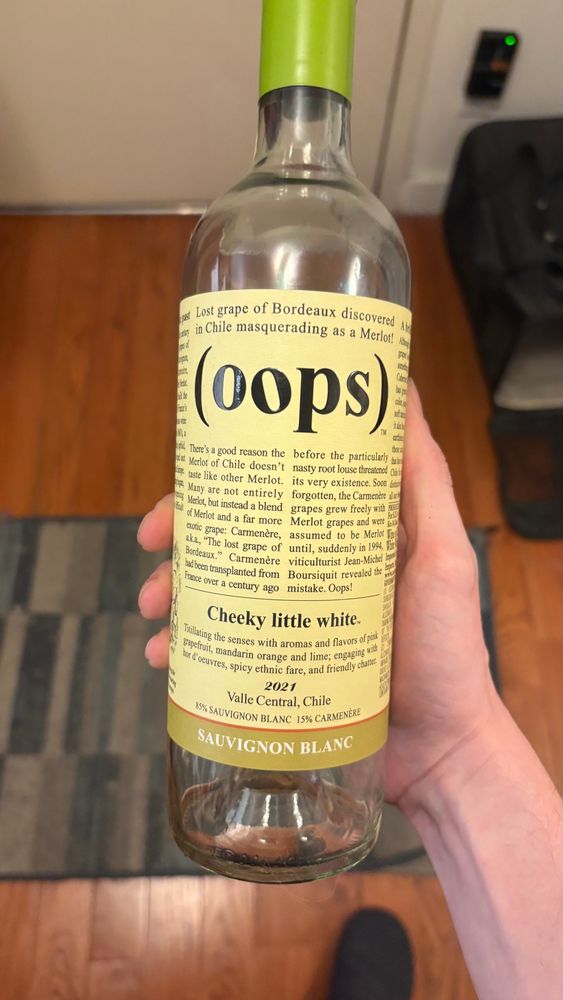 Lost grape of Bordeaux discovered
in Chile masquerading as a Merlot!
(oops)™
There's a good reason the
Merlot of Chile doesn't
taste like other Merlot.
Many are not entirely
Merlot, but instead a blend
of Merlot and a far more
exotic grape: Carmenère,
a.k.a., "The lost grape of
Bordeaux." Carmenère
had been transplanted from
France over a century ago
before the particularly
nasty root louse threatened
its very existence. Soon
forgotten, the Carmenère
grapes grew freely with
Merlot grapes and were
assumed to be Merlot
until, suddenly in 1994,
viticulturist Jean-Michel
Boursiquit revealed the
mistake. Oops!
Cheeky little white™
Titillating the senses with aromas and flavors of pink
grapefruit, mandarin orange and lime; engaging with
hor d'oeuvres, spicy ethnic fare, and friendly chatter.
2021
Valle Central, Chile
85% SAUVIGNON BLANC 15% CARMENÈRE
SAUVIGNON BLANC